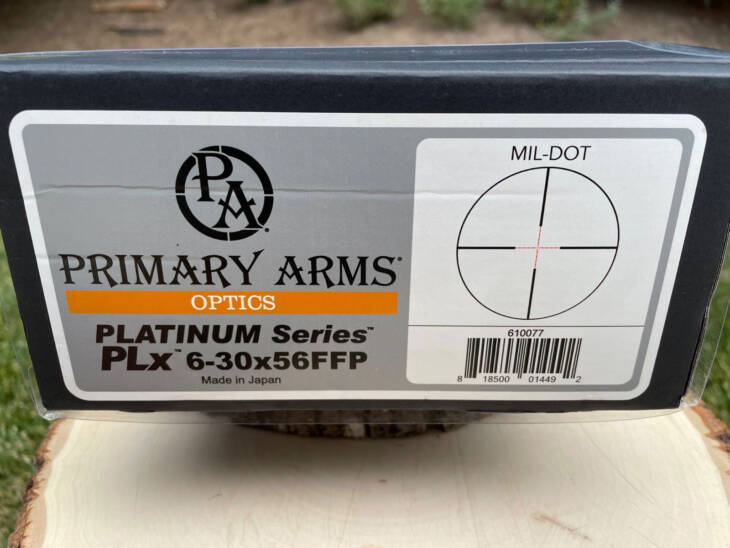 PA
PRIMARY ARMS®
OPTICS
PLATINUM Series™
PLx™ 6-30x56FFP
Made in Japan
MIL-DOT
610077
8 18500 01449 2